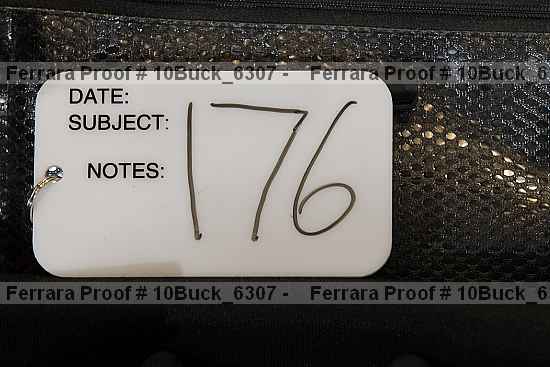 Ferrara Proof # 10Buck_6307 - Ferrara Proof # 10Buck_6
DATE:
SUBJECT:
176
NOTES:
Ferrara Proof # 10Buck_6307 - Ferrara Proof # 10Buck_6